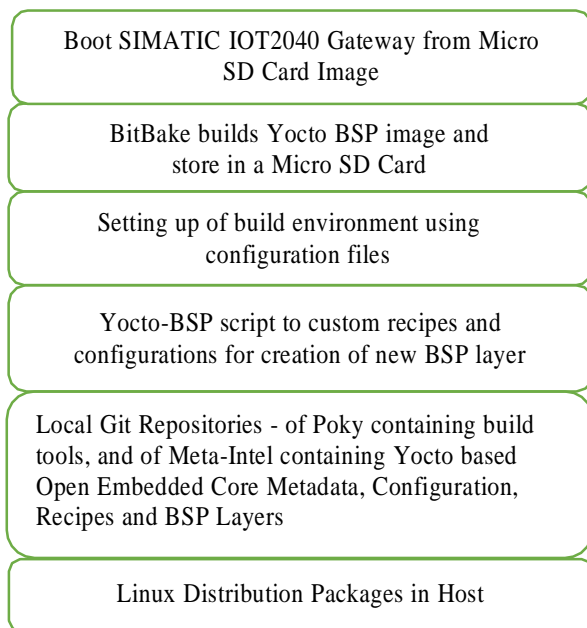 Boot SIMATIC IOT2040 Gateway from Micro
SD Card Image
BitBake builds Yocto BSP image and
store in a Micro SD Card
Setting up of build environment using
configuration files
Yocto-BSP script to custom recipes and
configurations for creation of new BSP layer
Local Git Repositories - of Poky containing build
tools, and of Meta-Intel containing Yocto based
Open Embedded Core Metadata, Configuration,
Recipes and BSP Layers
Linux Distribution Packages in Host